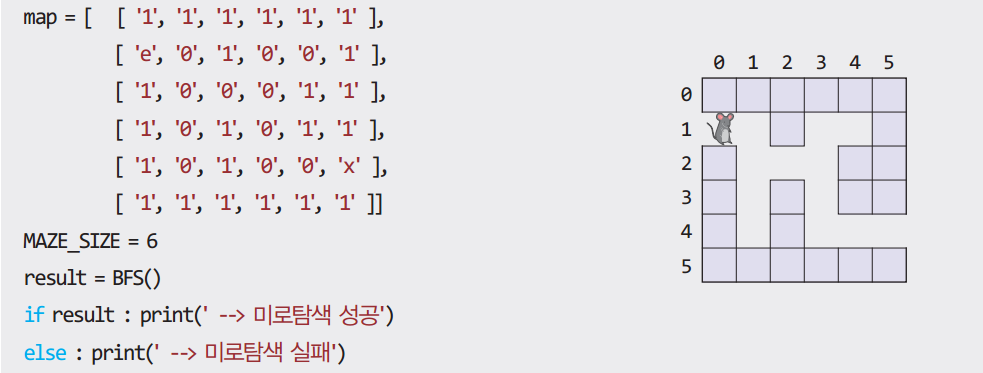 map = [ [ '1', '1', '1', '1', '1', '1' ],
[ 'e', '0', '1', '0', '0', '1' ],
[ '1', '0', '0', '0', '1', '1' ],
[ '1', '0', '1', '0', '1', '1' ],
[ '1', '0', '1', '0', '0', 'x' ],
[ '1', '1', '1', '1', '1', '1' ]]
MAZE_SIZE = 6
result = BFS()
if result : print(' --> 미로탐색 성공')
else : print(' --> 미로탐색 실패')
0 1 2 3 4 5
0
1
2
3
4
5